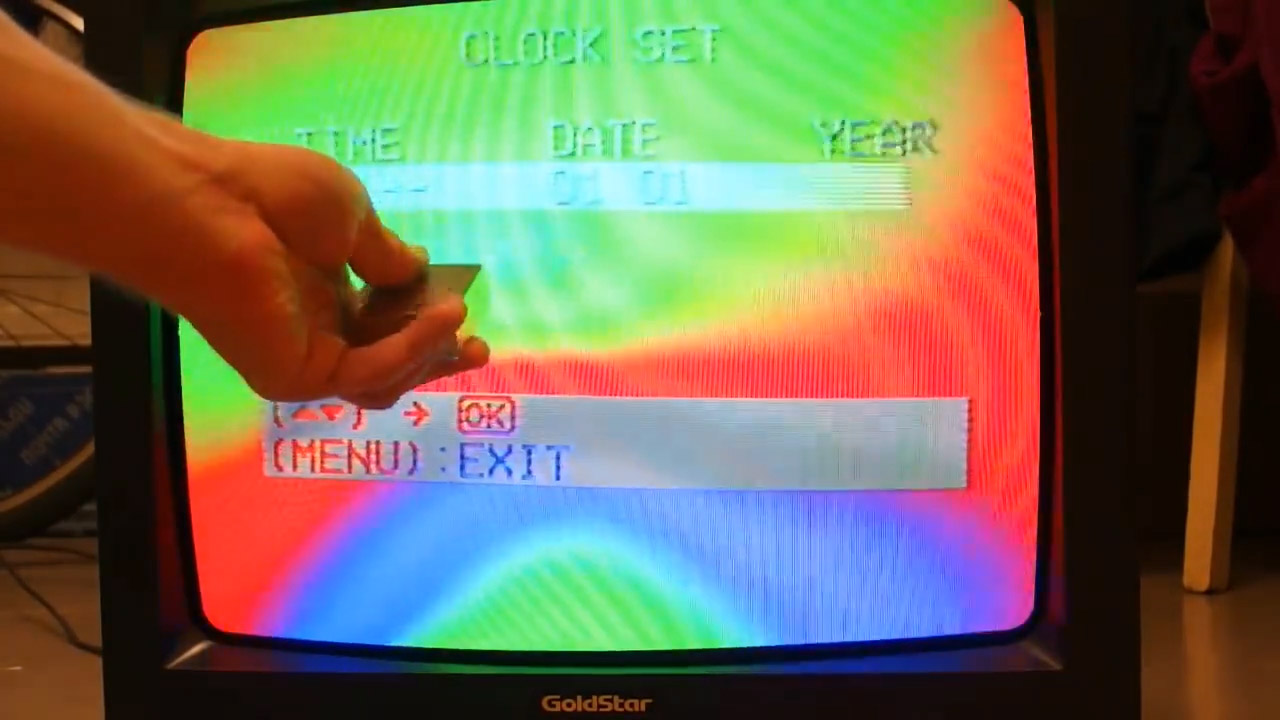 CLOCK SET
TIME DATE YEAR
-- 01 01
(▲▼) → OK
(MENU) : EXIT
GoldStar